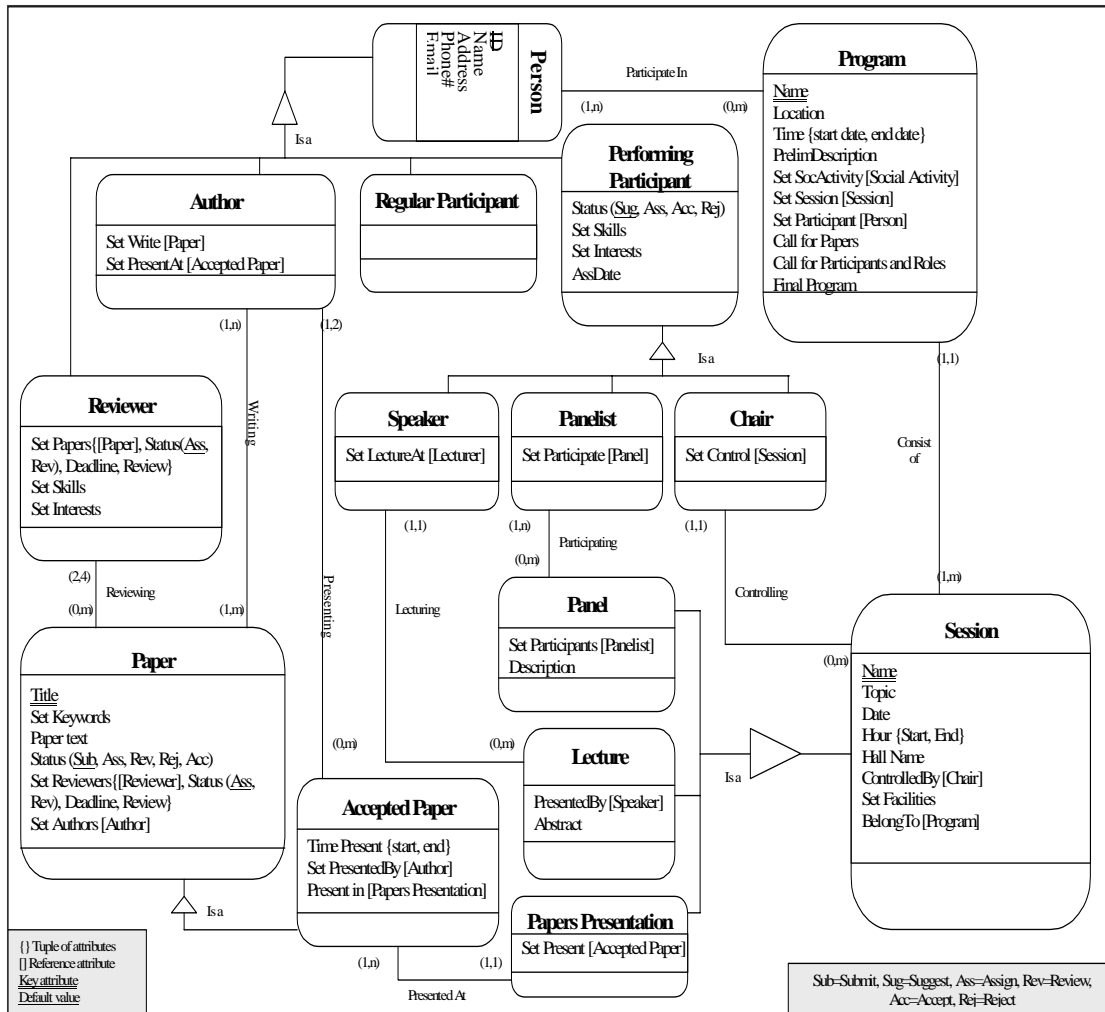 Person
ID
Name
Address
Phone#
Email
Participate In
(1,n)
(0,m)
Program
Name
Location
Time {start date, end date}
PrelimDescription
Set SocActivity [Social Activity]
Set Session [Session]
Set Participant [Person]
Call for Papers
Call for Participants and Roles
Final Program
Is a
Author
Set Write [Paper]
Set PresentAt [Accepted Paper]
Regular Participant
Performing
Participant
Status (Sug, Ass, Acc, Rej)
Set Skills
Set Interests
AssDate
(1,n)
(1,2)
(1,1)
Is a
Reviewer
Set Papers{[Paper], Status(Ass,
Rev), Deadline, Review}
Set Skills
Set Interests
Writing
Speaker
Set LectureAt [Lecturer]
Panelist
Set Participate [Panel]
Chair
Set Control [Session]
Consist
of
(1,1)
(1,n)
(1,1)
(2,4)
Reviewing
(0,m)
(1,m)
Presenting
Lecturing
Participating
(0,m)
Controlling
(1,m)
Panel
Set Participants [Panelist]
Description
(0,m)
Session
Name
Topic
Date
Hour {Start, End}
Hall Name
ControlledBy [Chair]
Set Facilities
BelongTo [Program]
Paper
Title
Set Keywords
Paper text
Status (Sub, Ass, Rev, Rej, Acc)
Set Reviewers{[Reviewer], Status (Ass,
Rev), Deadline, Review}
Set Authors [Author]
(0,m)
(0,m)
Lecture
PresentedBy [Speaker]
Abstract
Is a
Accepted Paper
Time Present {start, end}
Set PresentedBy [Author]
Present in [Papers Presentation]
Is a
Papers Presentation
Set Present [Accepted Paper]
(1,n)
(1,1)
Presented At
{} Tuple of attributes
[] Reference attribute
Key attribute
Default value
Sub=Submit, Sug=Suggest, Ass=Assign, Rev=Review,
Acc=Accept, Rej=Reject